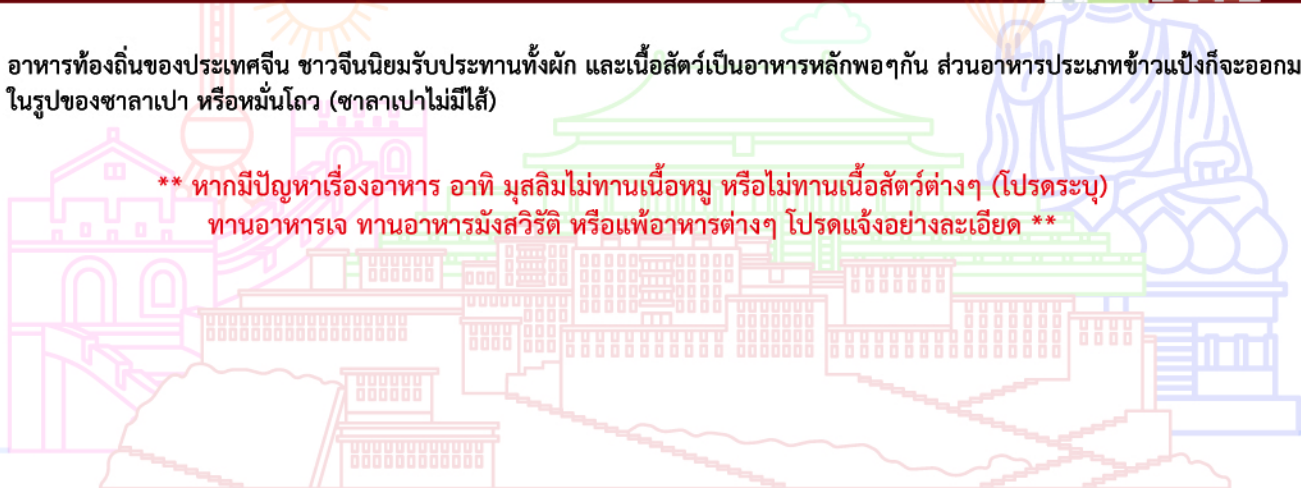 อาหารท้องถิ่นของประเทศจีน ชาวจีนนิยมรับประทานทั้งผัก และเนื้อสัตว์เป็นอาหารหลักพอๆกัน ส่วนอาหารประเภทข้าวแป้งก็จะออกม
ในรูปของซาลาเปา หรือหมั่นโถว (ซาลาเปาไม่มีไส้)
** หากมีปัญหาเรื่องอาหาร อาทิ มุสลิมไม่ทานเนื้อหมู หรือไม่ทานเนื้อสัตว์ต่างๆ (โปรดระบุ)
ทานอาหารเจ ทานอาหารมังสวิรัติ หรือแพ้อาหารต่างๆ โปรดแจ้งอย่างละเอียด **